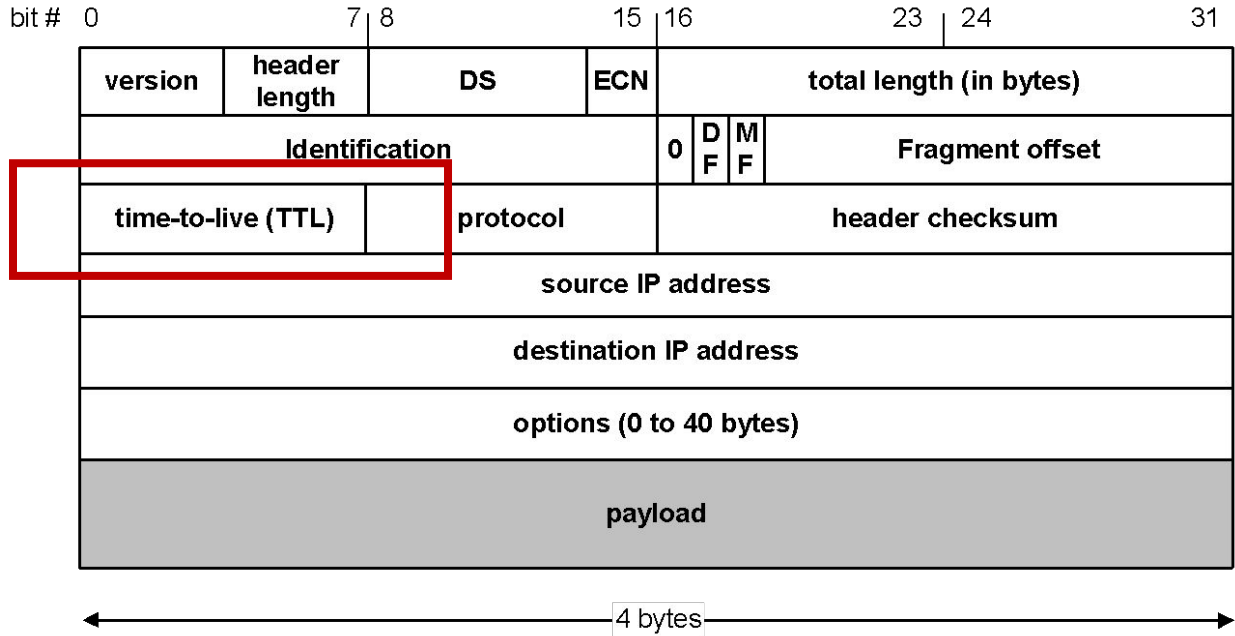 bit # 0 7 8 15 16 23 24 31
version header length DS ECN total length (in bytes)
Identification 0 DF MF Fragment offset
time-to-live (TTL) protocol header checksum
source IP address
destination IP address
options (0 to 40 bytes)
payload
4 bytes